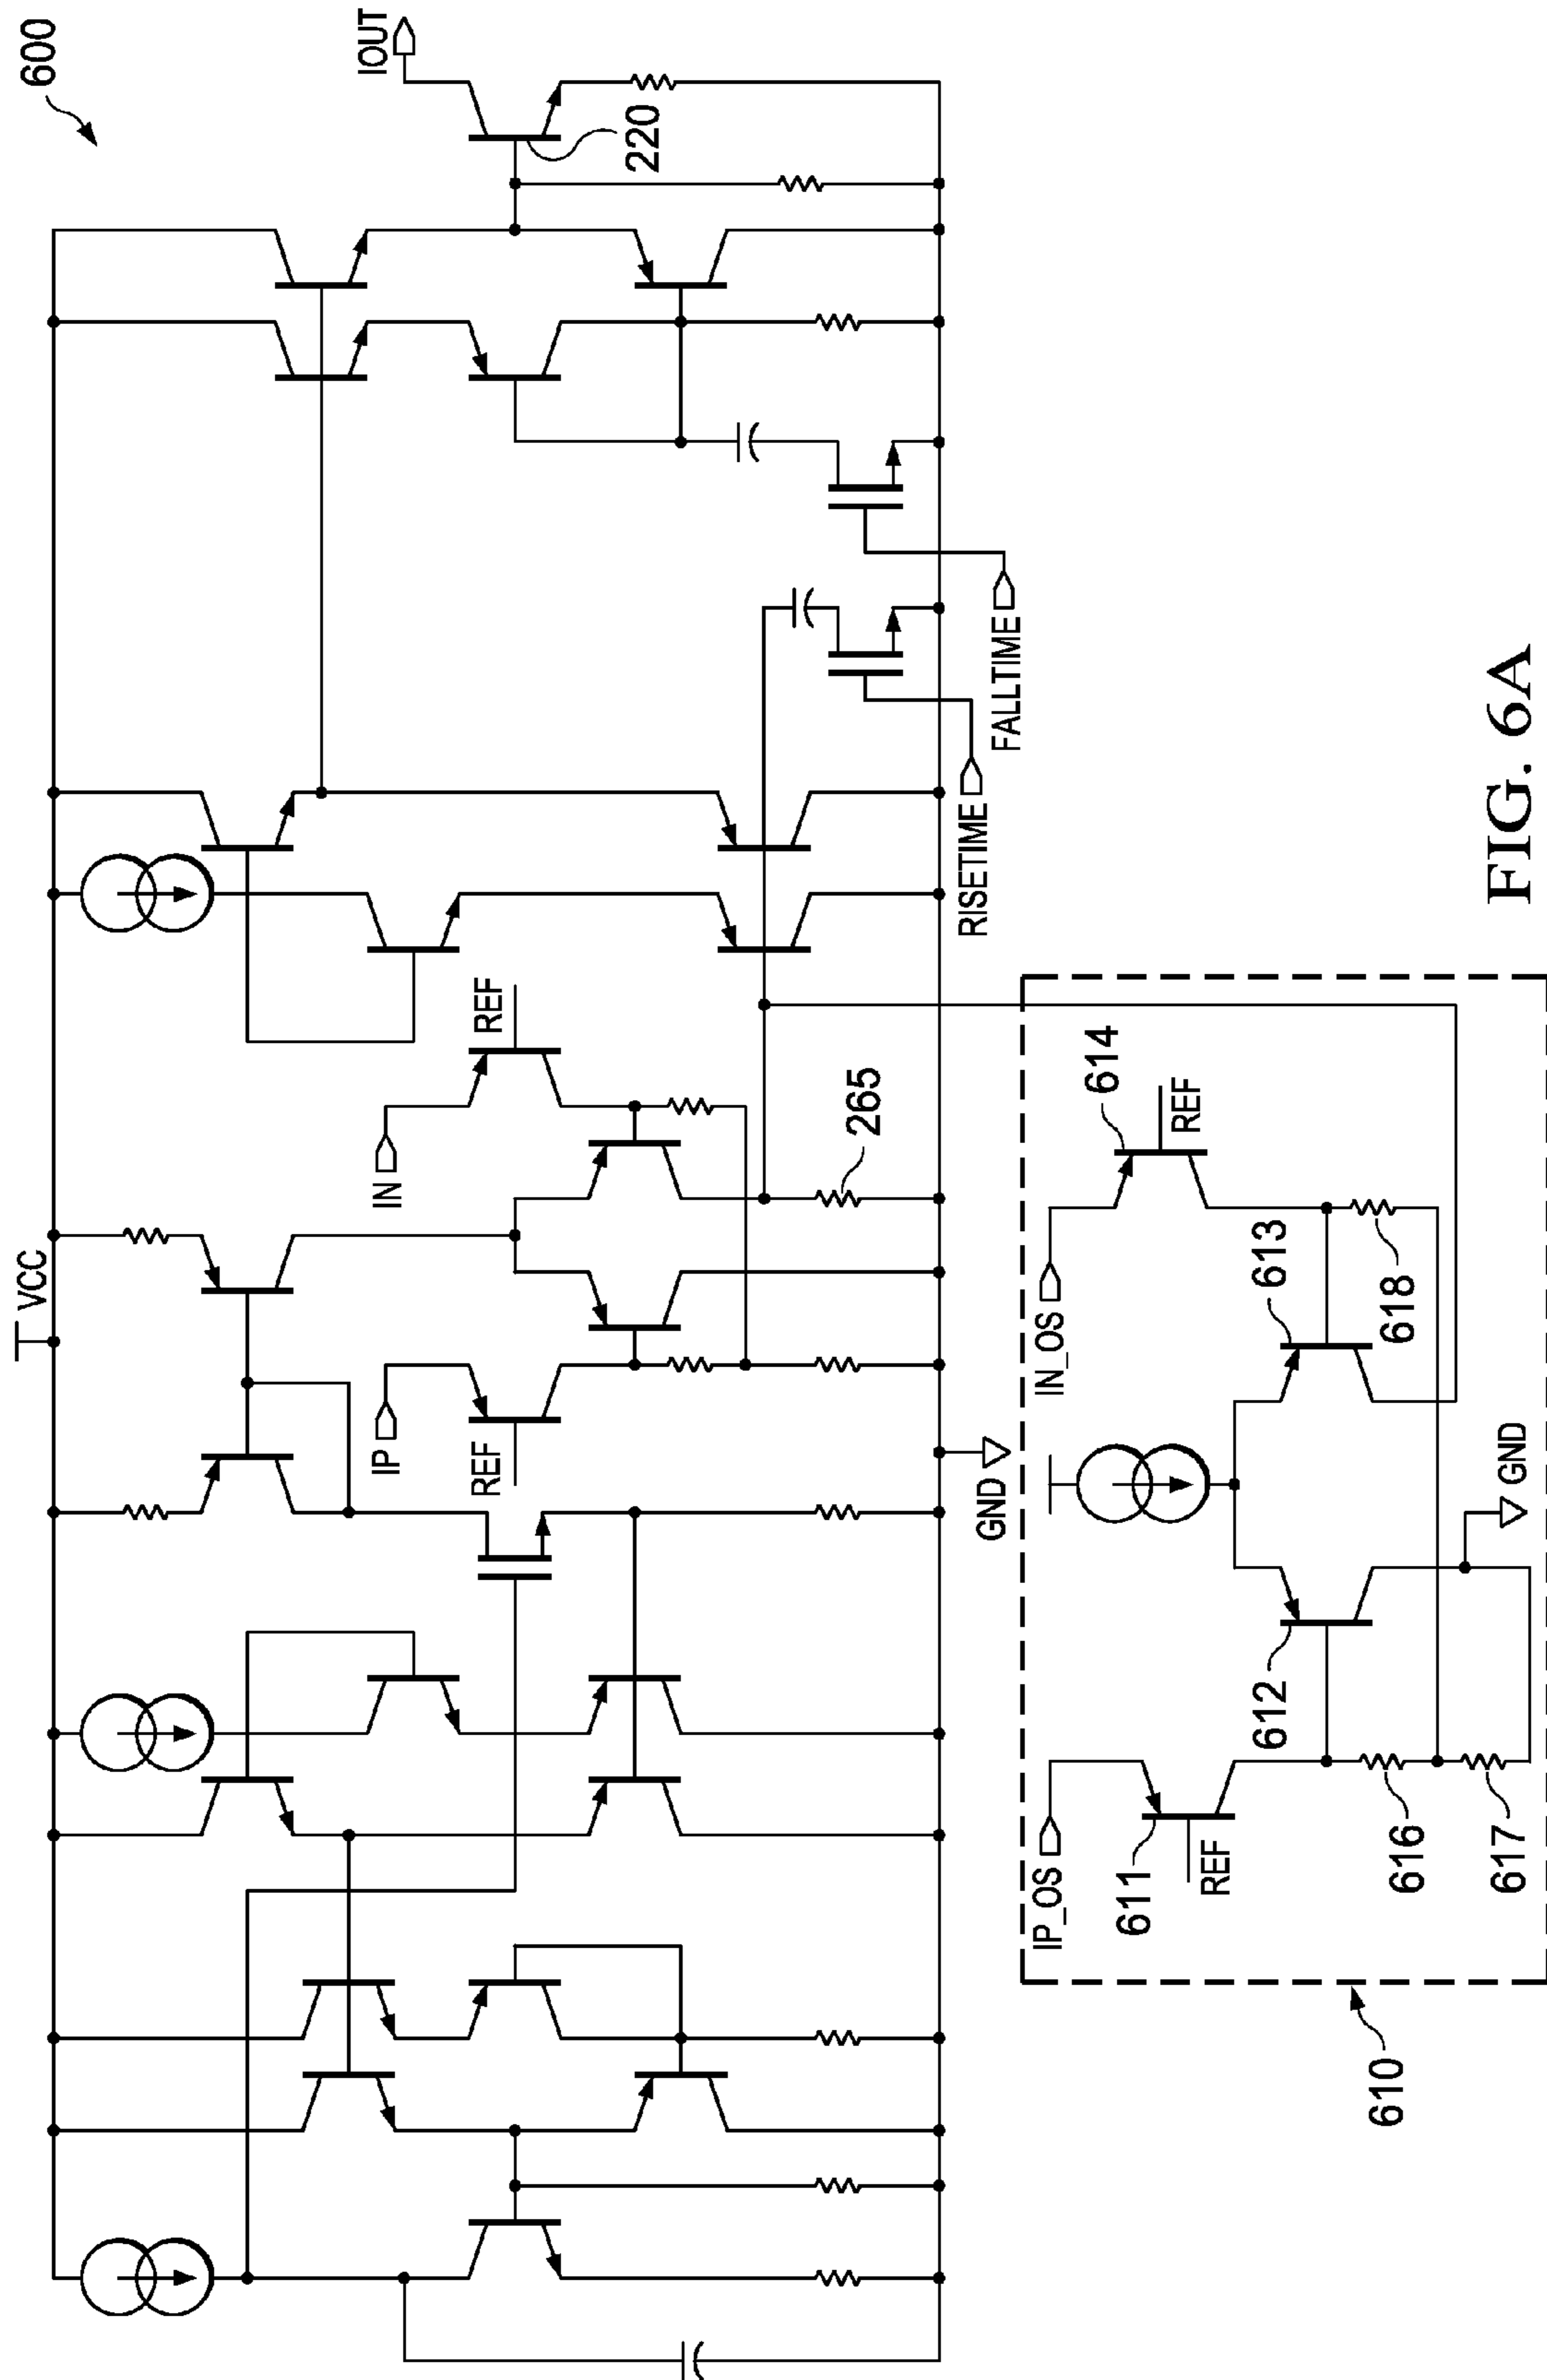 600
VCC
IOUT
220
IN
REF
IP
REF
265
RISETIME
FALLTIME
GND
610
IP_OS
611
REF
612
616
617
GND
IN_OS
613
618
614
REF
FIG. 6A